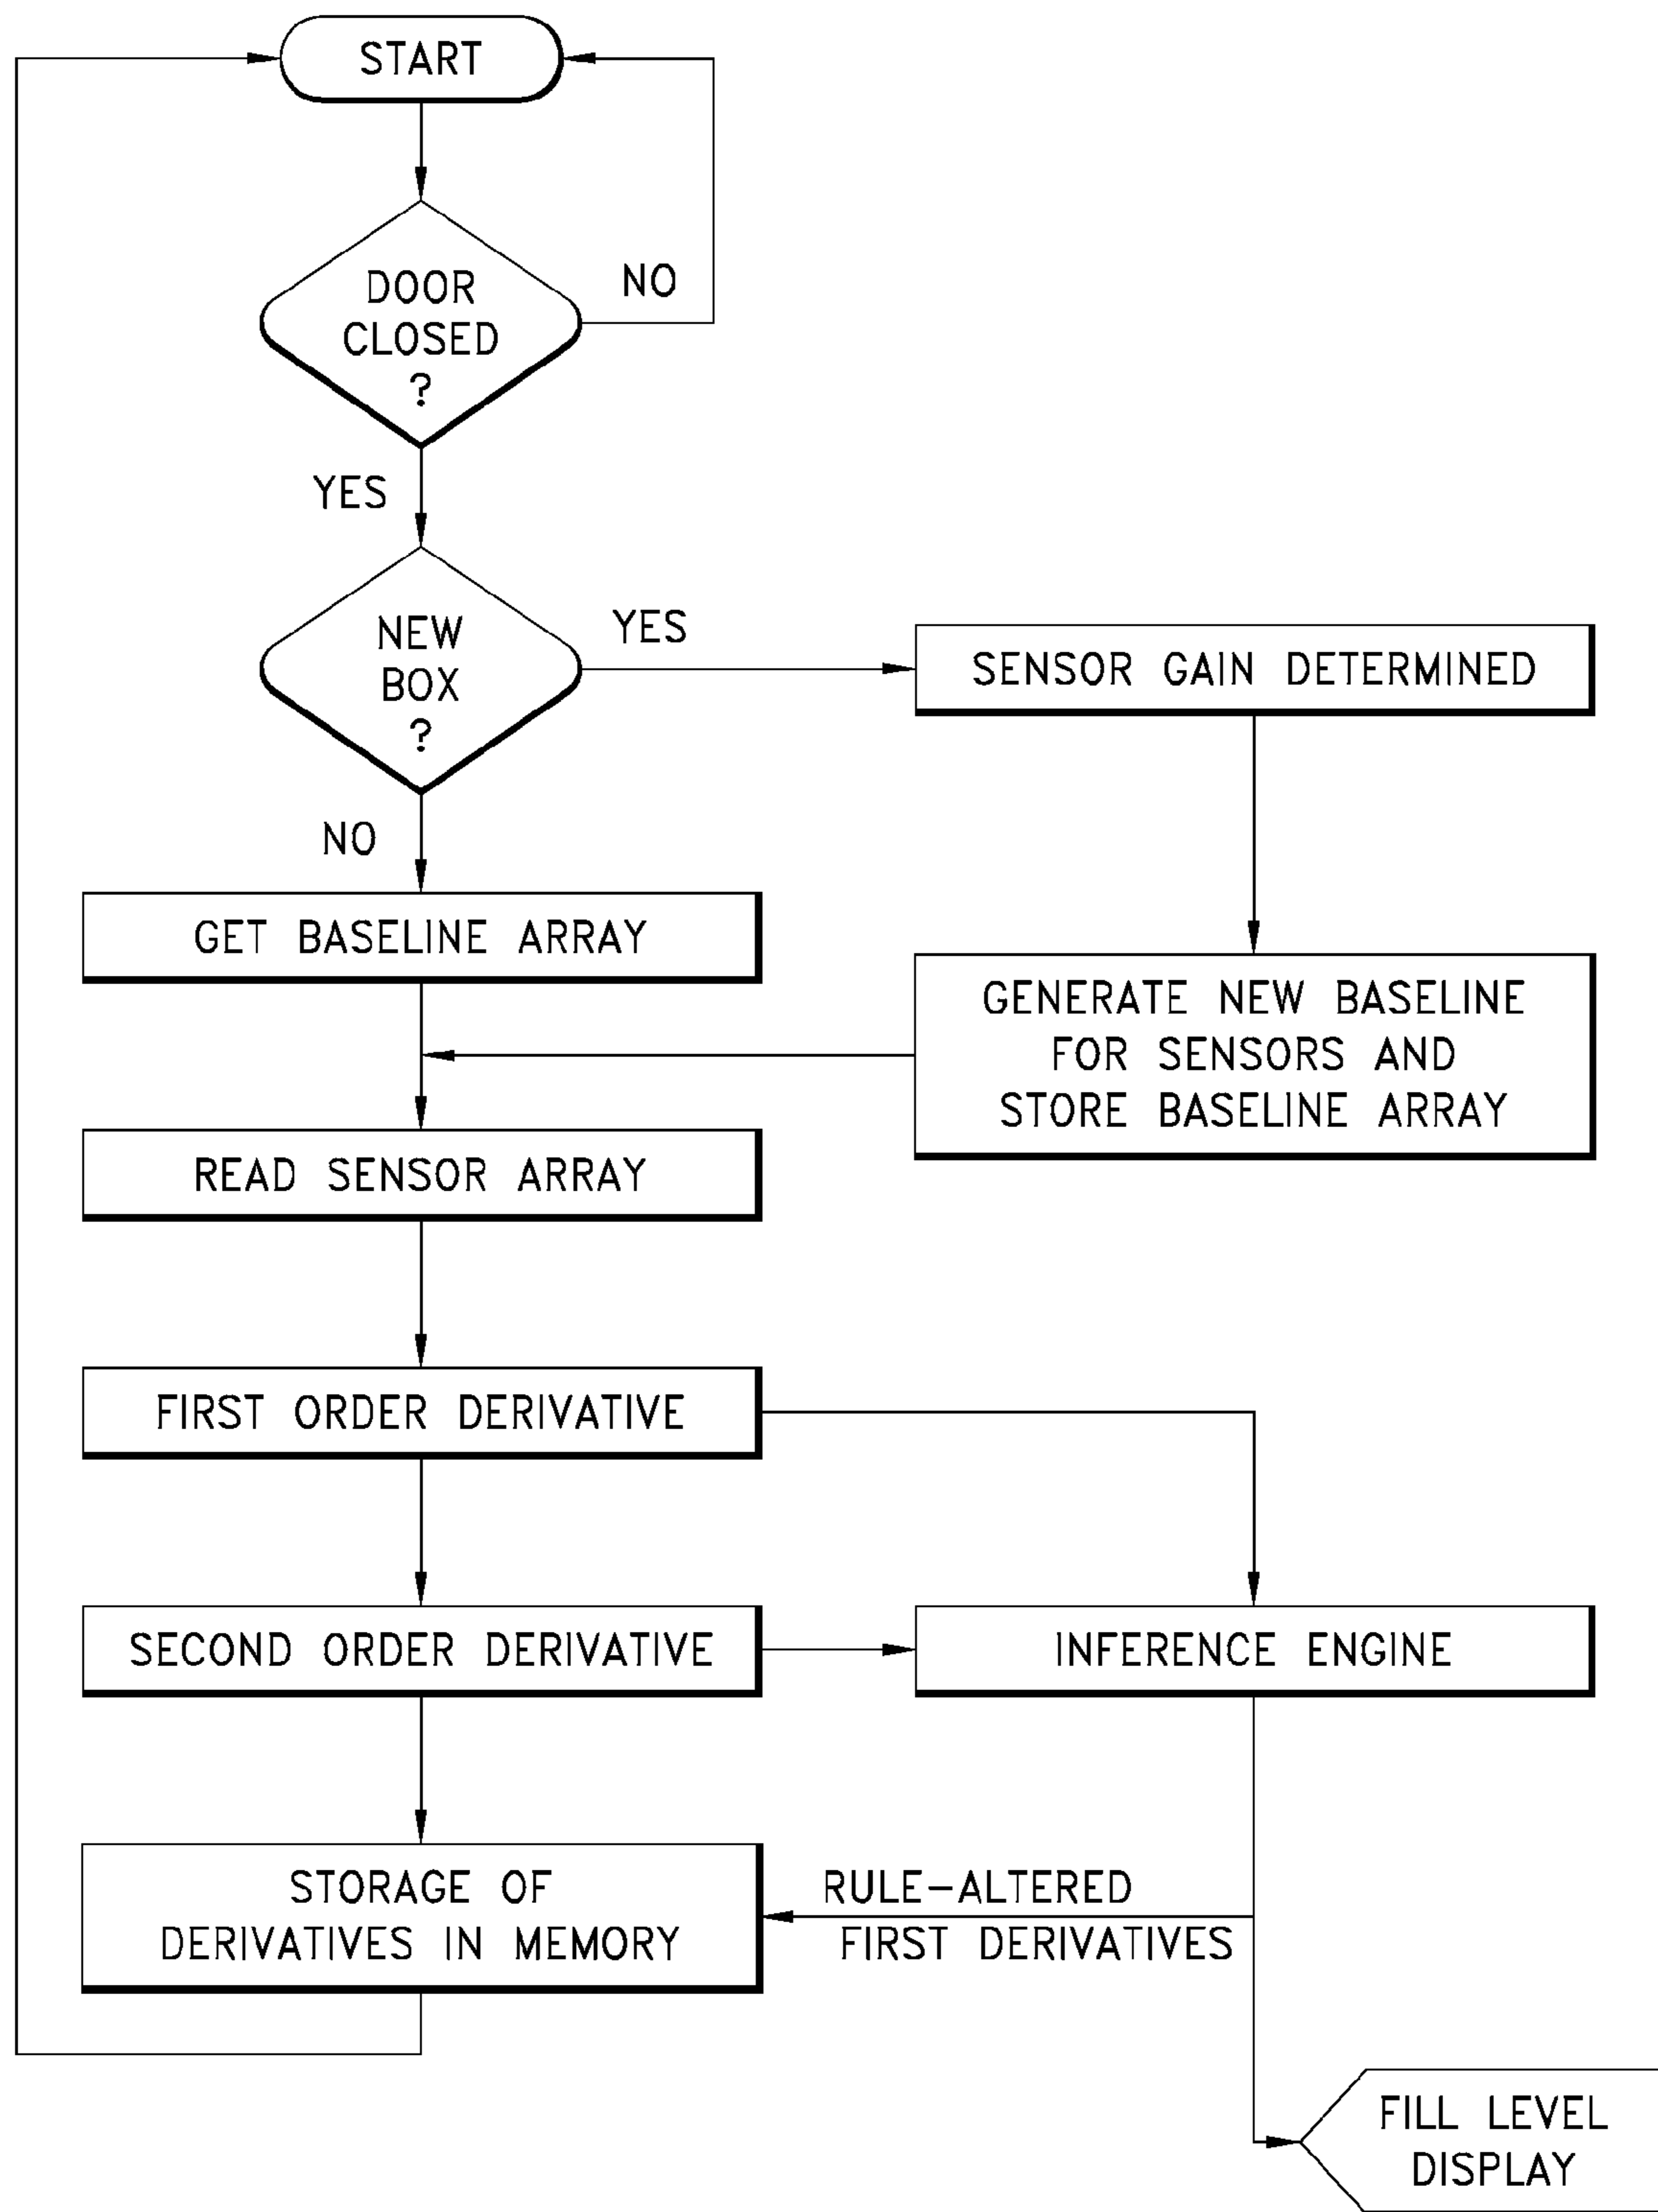 START
DOOR
CLOSED
?
NO
YES
NEW
BOX
?
YES
SENSOR GAIN DETERMINED
NO
GET BASELINE ARRAY
GENERATE NEW BASELINE
FOR SENSORS AND
STORE BASELINE ARRAY
READ SENSOR ARRAY
FIRST ORDER DERIVATIVE
SECOND ORDER DERIVATIVE
INFERENCE ENGINE
STORAGE OF
DERIVATIVES IN MEMORY
RULE-ALTERED
FIRST DERIVATIVES
FILL LEVEL
DISPLAY